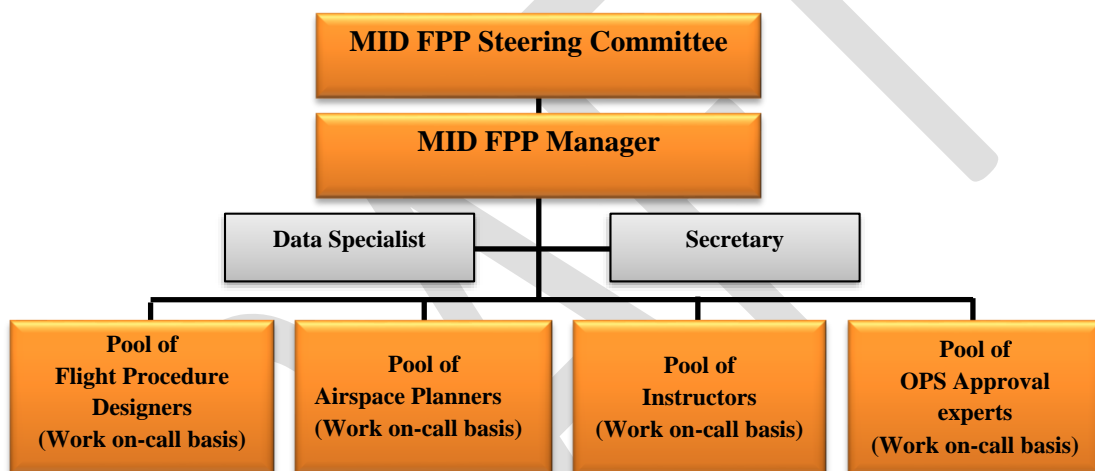 MID FPP Steering Committee
MID FPP Manager
Data Specialist
Secretary
Pool of
Flight Procedure
Designers
(Work on-call basis)
Pool of
Airspace Planners
(Work on-call basis)
Pool of
Instructors
(Work on-call basis)
Pool of
OPS Approval
experts
(Work on-call basis)